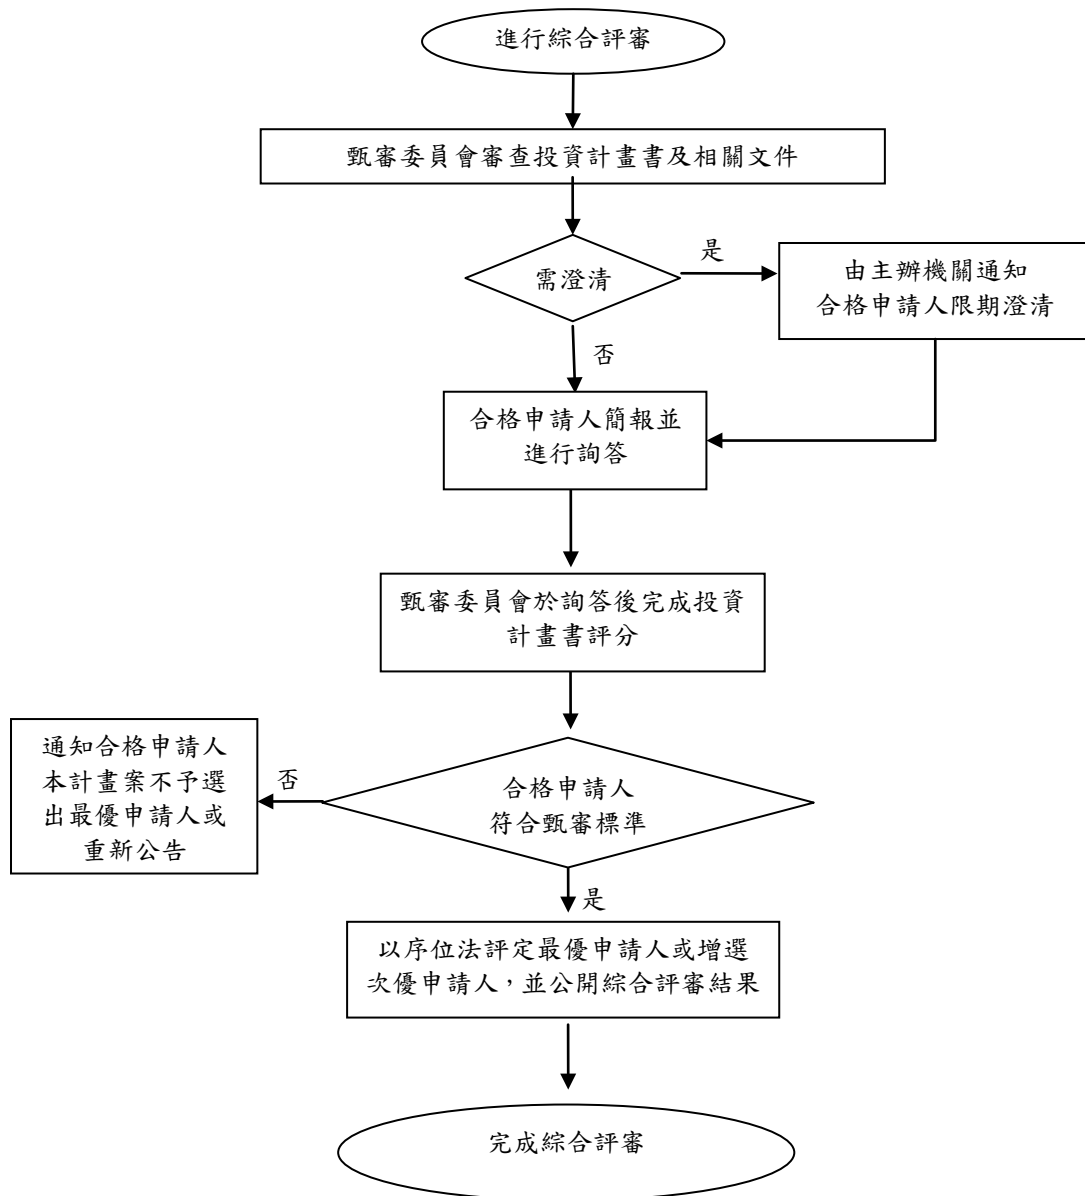 進行綜合評審
甄審委員會審查投資計畫書及相關文件
需澄清
是
由主辦機關通知
合格申請人限期澄清
否
合格申請人簡報並
進行詢答
甄審委員會於詢答後完成投資
計畫書評分
通知合格申請人
本計畫案不予選
出最優申請人或
重新公告
否
合格申請人
符合甄審標準
是
以序位法評定最優申請人或增選
次優申請人，並公開綜合評審結果
完成綜合評審